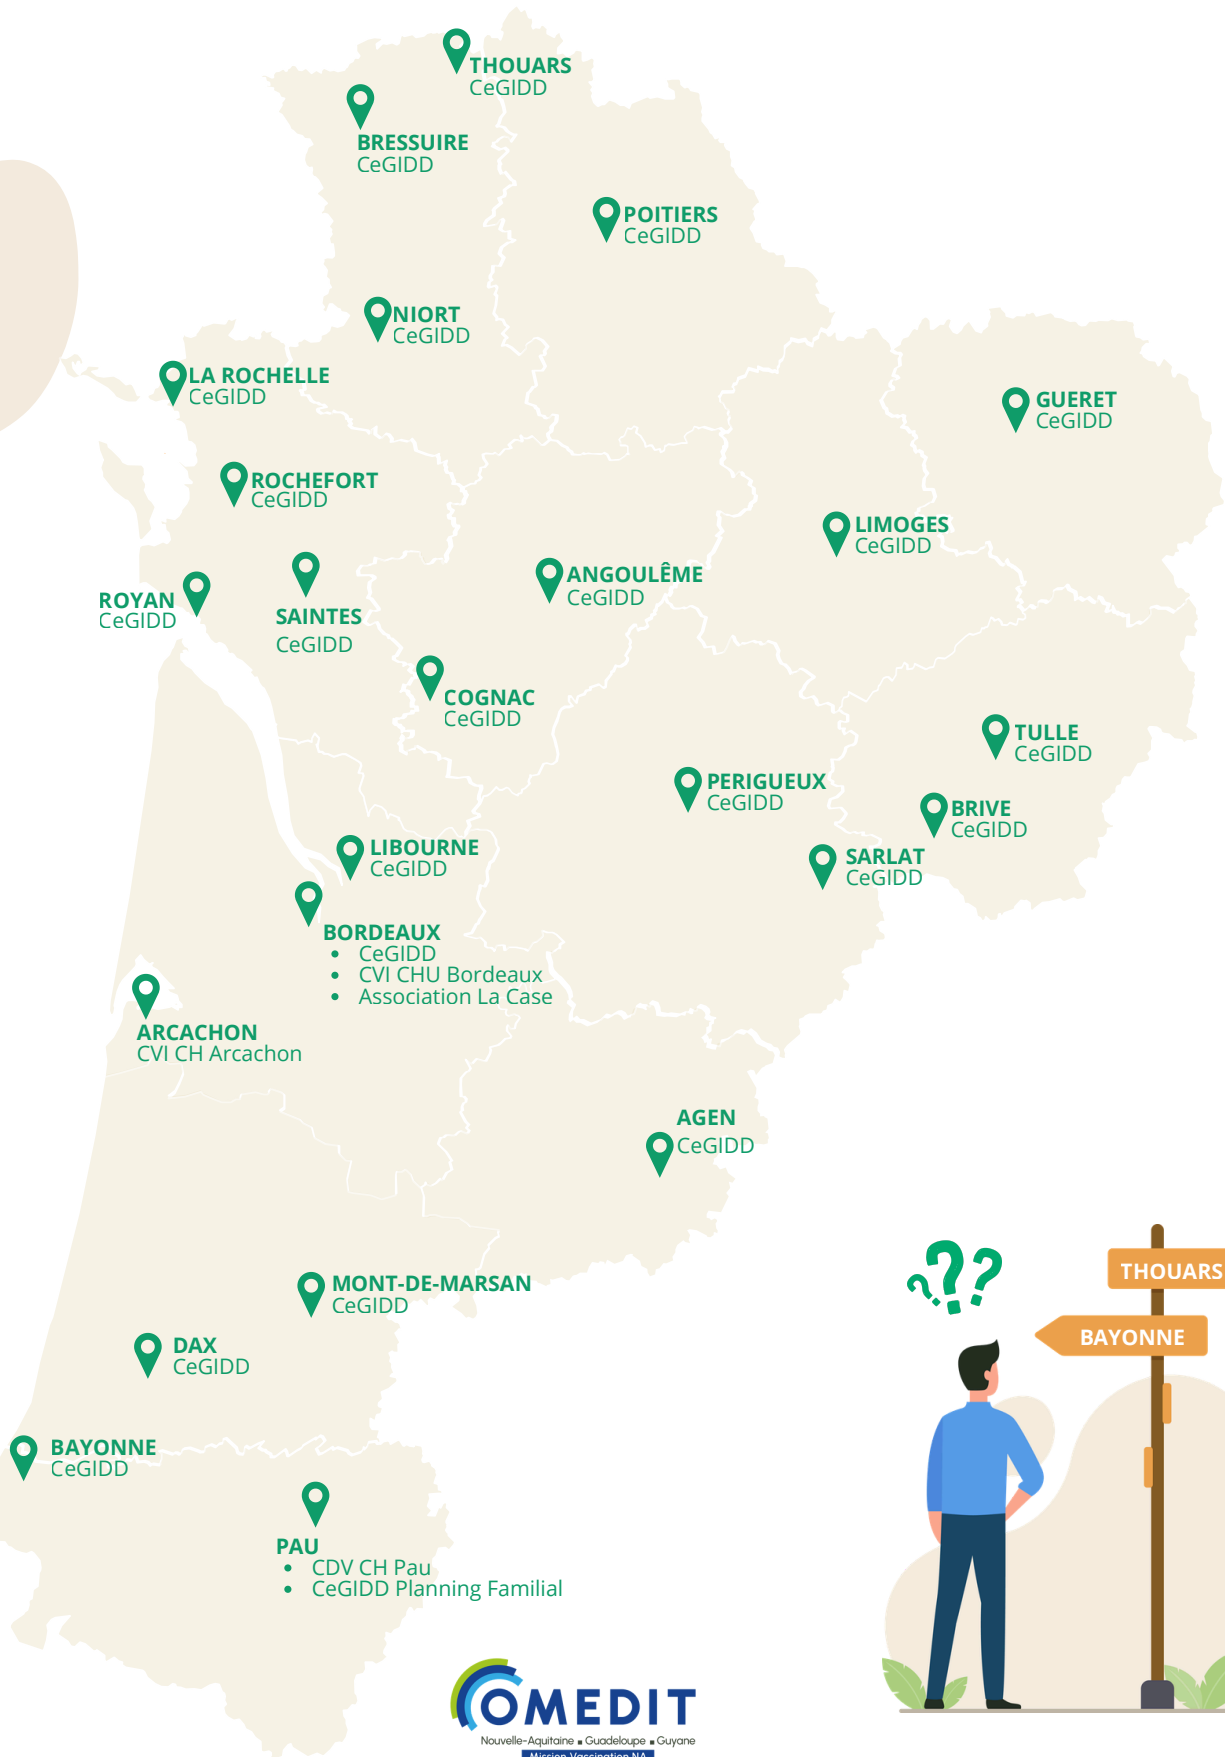 THOUARS
CeGIDD
BRESSUIRE
CeGIDD
POITIERS
CeGIDD
NIORT
CeGIDD
LA ROCHELLE
CeGIDD
GUERET
CeGIDD
ROCHEFORT
CeGIDD
LIMOGES
CeGIDD
ANGOULÊME
CeGIDD
ROYAN
CeGIDD
SAINTES
CeGIDD
COGNAC
CeGIDD
TULLE
CeGIDD
PERIGUEUX
CeGIDD
BRIVE
CeGIDD
LIBOURNE
CeGIDD
SARLAT
CeGIDD
BORDEAUX
• CeGIDD
• CVI CHU Bordeaux
• Association La Case
ARCACHON
CVI CH Arcachon
AGEN
CeGIDD
MONT-DE-MARSAN
CeGIDD
DAX
CeGIDD
BAYONNE
CeGIDD
PAU
• CDV CH Pau
• CeGIDD Planning Familial
???
THOUARS
BAYONNE
OMEDIT
Nouvelle-Aquitaine ■ Guadeloupe ■ Guyane
Mission Vaccination NA